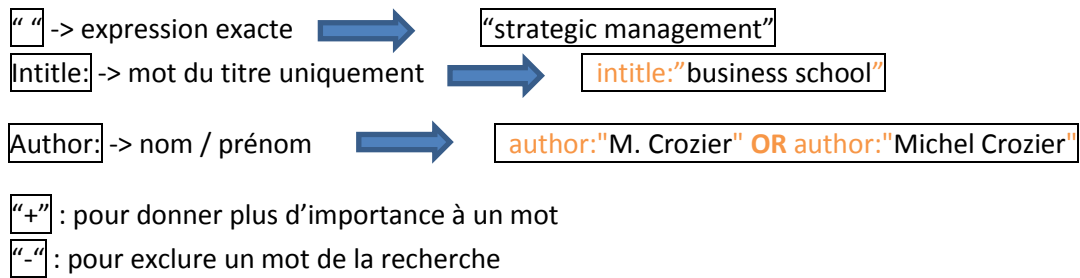 “ “ -> expression exacte “strategic management”
Intitle: -> mot du titre uniquement intitle:”business school”
Author: -> nom / prénom author:"M. Crozier" OR author:"Michel Crozier"
“+” : pour donner plus d’importance à un mot
“-“ : pour exclure un mot de la recherche